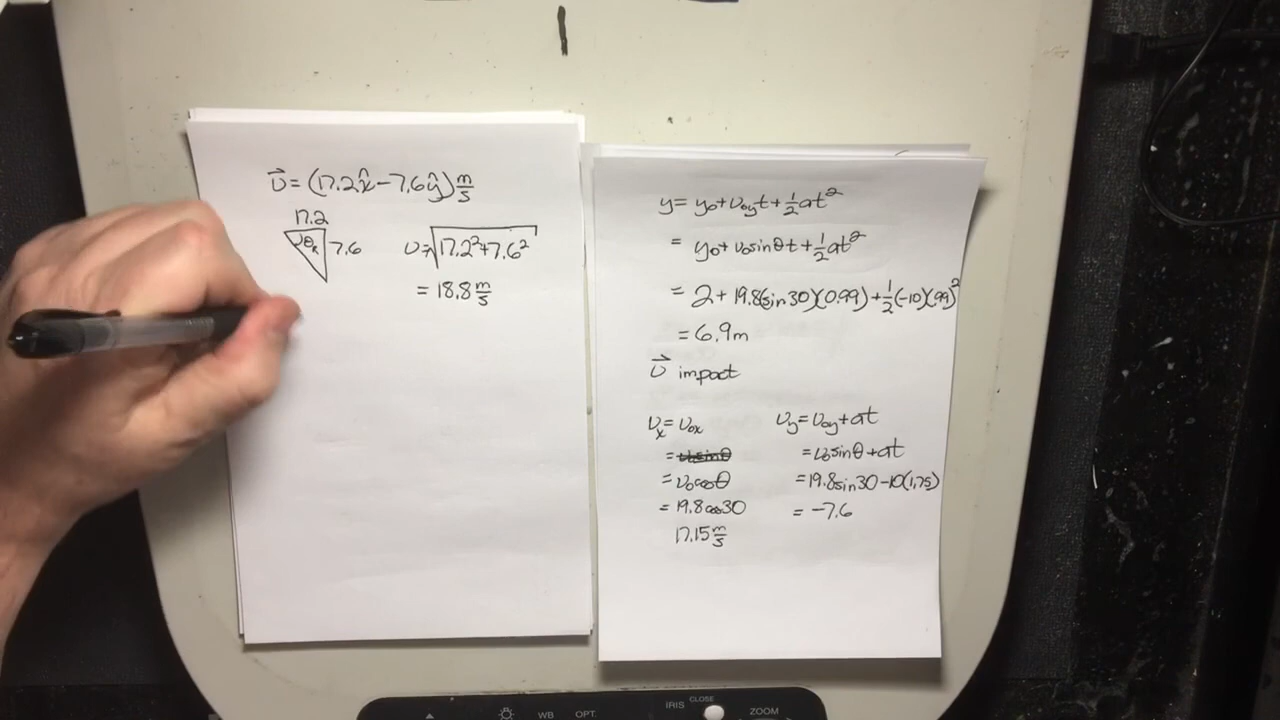 v⃗ = (17.2x̂ - 7.6ŷ) m/s
17.2
θx 7.6
v = √17.2² + 7.6²
= 18.8 m/s
y = y₀ + v₀yt + ½at²
= y₀ + v₀sinθt + ½at²
= 2 + 19.8(sin30)(0.99) + ½(-10)(.99)²
= 6.9m
v⃗ impact
vx = v₀x
= v₀sinθ
= v₀cosθ
= 19.8cos30
17.15 m/s
vy = v₀y + at
= v₀sinθ + at
= 19.8sin30 - 10(1.75)
= -7.6
WB OPT. IRIS CLOSE ZOOM